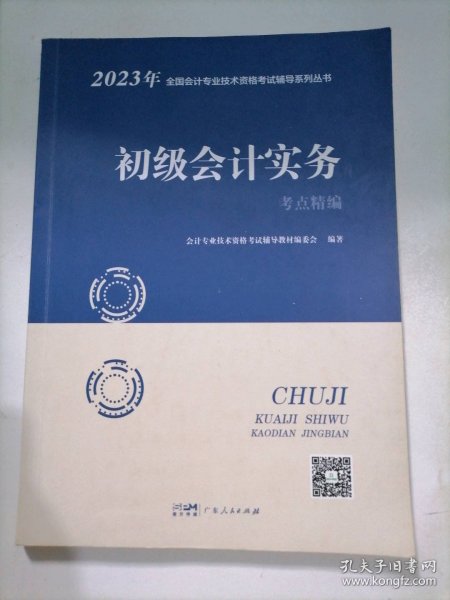 2023年 全国会计专业技术资格考试辅导系列丛书
初级会计实务
考点精编
会计专业技术资格考试辅导教材编委会 编著
CHUJI
KUAIJI SHIWU
KAODIAN JINGBIAN
广东人民出版社
孔夫子旧书网
www.kongfz.com